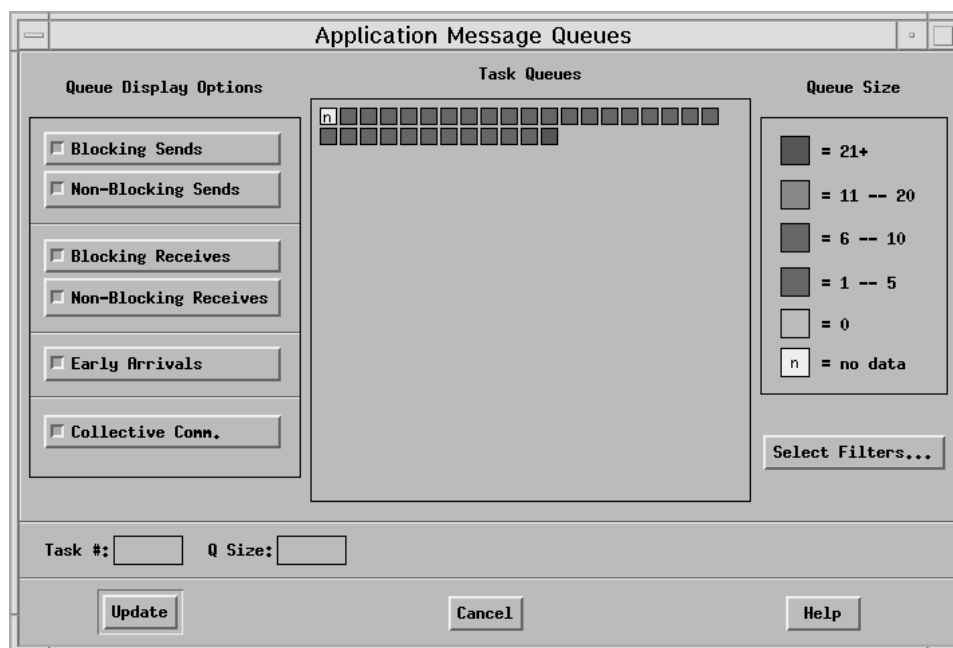 Application Message Queues
Queue Display Options
Task Queues
Queue Size
n
Blocking Sends
Non-Blocking Sends
Blocking Receives
Non-Blocking Receives
Early Arrivals
Collective Comm.
= 21+
= 11 -- 20
= 6 -- 10
= 1 -- 5
= 0
n = no data
Select Filters...
Task #:
Q Size:
Update
Cancel
Help